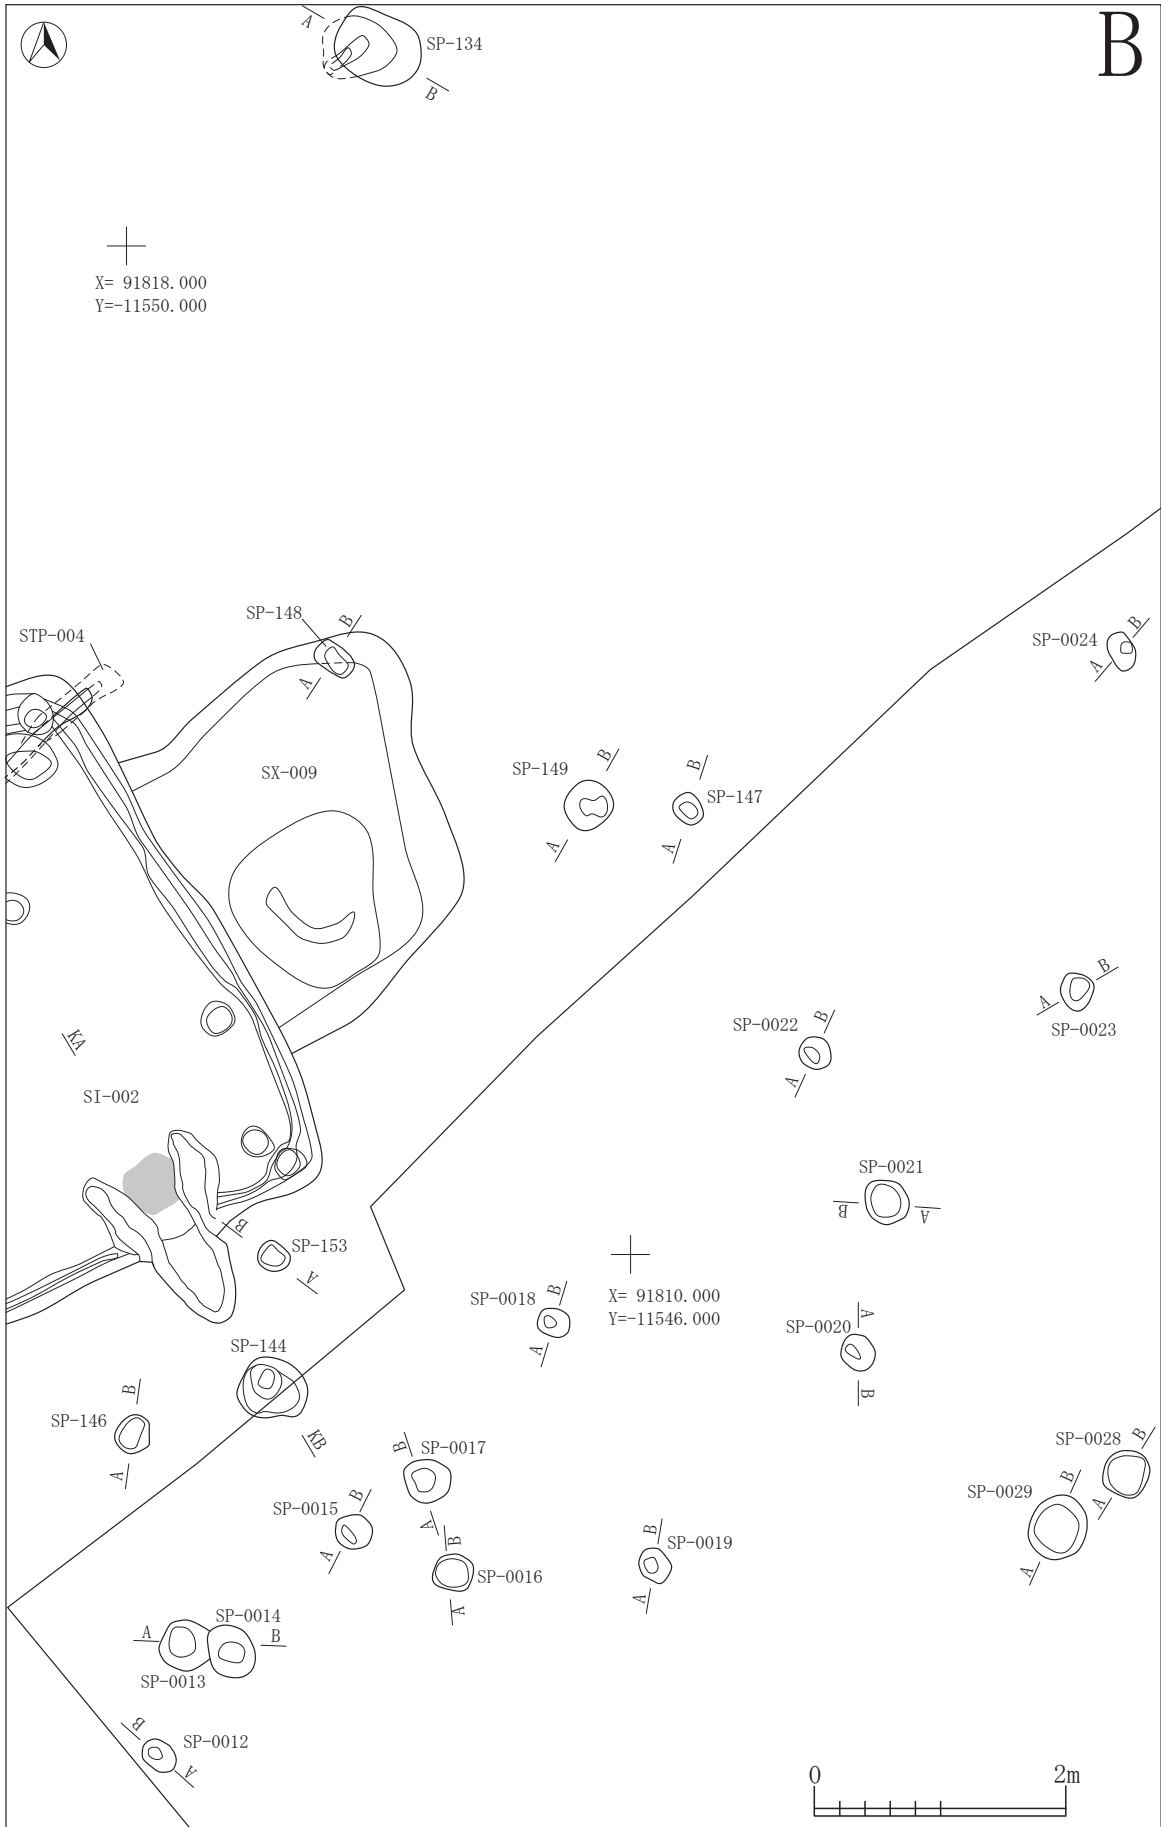 B
A
SP-134
B
X= 91818.000
Y=-11550.000
SP-148
B
STP-004
A
SP-0024
B
A
SX-009
SP-149
B
A
B
SP-147
A
B
A
SP-0023
SP-0022
B
A
KA
SI-002
SP-0021
B
A
B
SP-153
A
SP-0018
B
A
X= 91810.000
Y=-11546.000
A
SP-0020
B
SP-144
B
SP-146
A
KB
B
SP-0017
A
SP-0028
B
A
SP-0029
B
A
SP-0015
B
A
B
SP-0016
A
B
SP-0019
A
SP-0014
A
B
SP-0013
B
SP-0012
A
0
2m